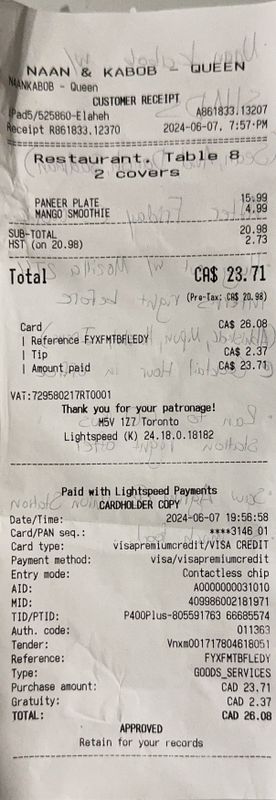 NAAN & KABOB - QUEEN
NAANKABOB - Queen
CUSTOMER RECEIPT
iPad5/525860-Elaheh A861833.13207
Receipt R861833.12370 2024-06-07, 7:57 PM
Restaurant. Table 8
2 covers
PANEER PLATE 15.99
MANGO SMOOTHIE 4.99
SUB-TOTAL 20.98
HST (on 20.98) 2.73
Total CA$ 23.71
(Pre-Tax: CA$ 20.98)
Card CA$ 26.08
| Reference FYXFMTBFLEDY
| Tip CA$ 2.37
| Amount paid CA$ 23.71
VAT:729580217RT0001
Thank you for your patronage!
M5V 1Z7 Toronto
Lightspeed (K) 24.18.0.18182
Paid with Lightspeed Payments
CARDHOLDER COPY
Date/Time: 2024-06-07 19:56:58
Card/PAN seq.: ****3146 01
Card type: visapremiumcredit/VISA CREDIT
Payment method: visa/visapremiumcredit
Entry mode: Contactless chip
AID: A0000000031010
MID: 409986002181971
TID/PTID: P400Plus-805591763 66685574
Auth. code: 011363
Tender: Vnxm001717804618051
Reference: FYXFMTBFLEDY
Type: GOODS_SERVICES
Purchase amount: CAD 23.71
Gratuity: CAD 2.37
TOTAL: CAD 26.08
APPROVED
Retain for your records